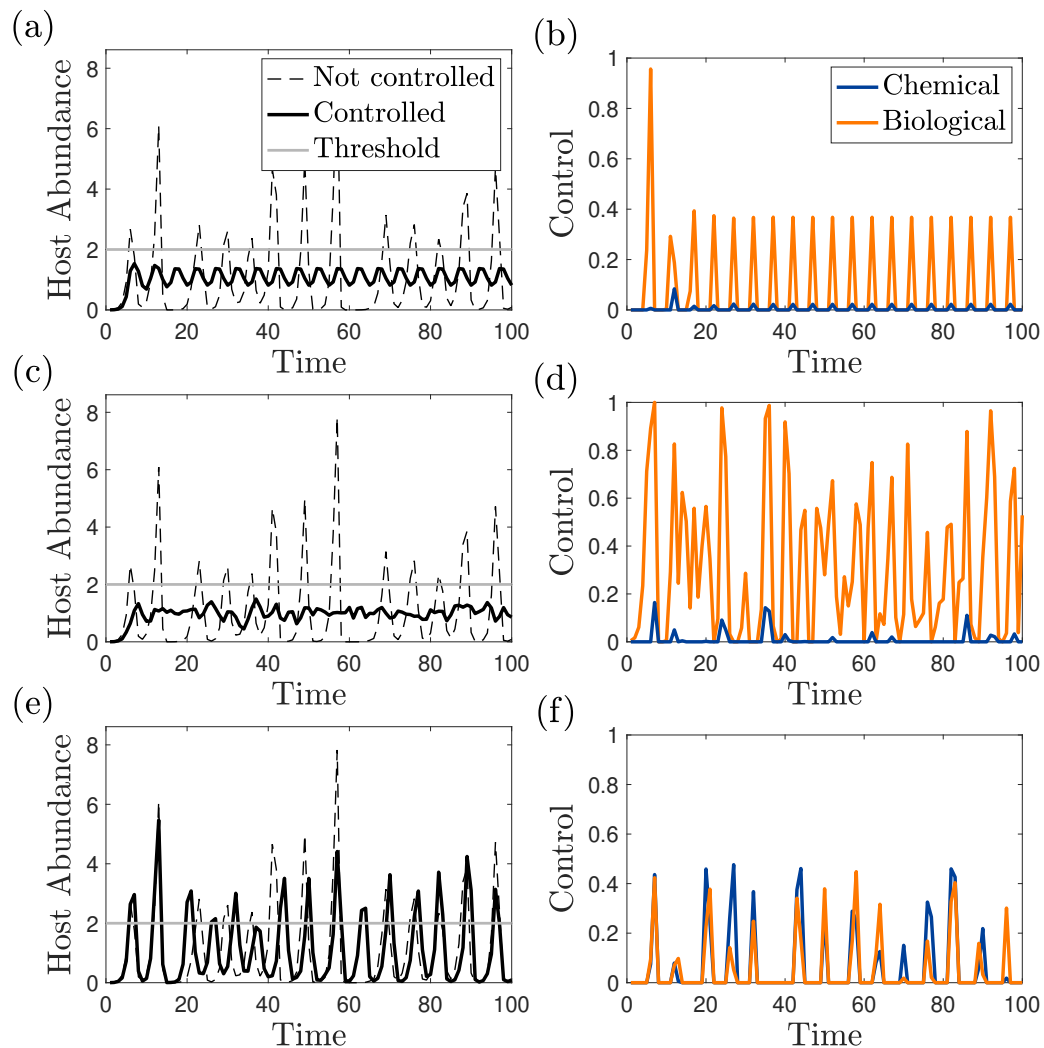 (a)
Host Abundance
8
6
4
2
0
0 20 40 60 80 100
Time
Not controlled
Controlled
Threshold
(b)
Control
1
0.8
0.6
0.4
0.2
0
0 20 40 60 80 100
Time
Chemical
Biological
(c)
Host Abundance
8
6
4
2
0
0 20 40 60 80 100
Time
(d)
Control
1
0.8
0.6
0.4
0.2
0
0 20 40 60 80 100
Time
(e)
Host Abundance
8
6
4
2
0
0 20 40 60 80 100
Time
(f)
Control
1
0.8
0.6
0.4
0.2
0
0 20 40 60 80 100
Time